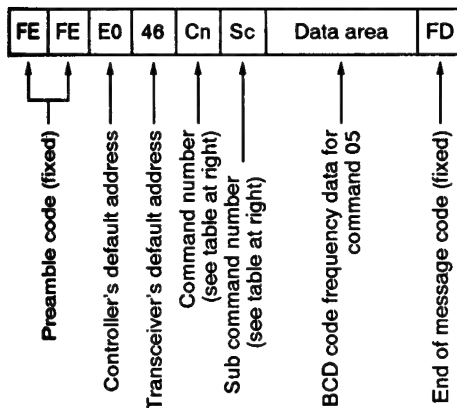 FE FE E0 46 Cn Sc Data area FD
Preamble code (fixed)
Controller's default address
Transceiver's default address
Command number
(see table at right)
Sub command number
(see table at right)
BCD code frequency data for
command 05
End of message code (fixed)